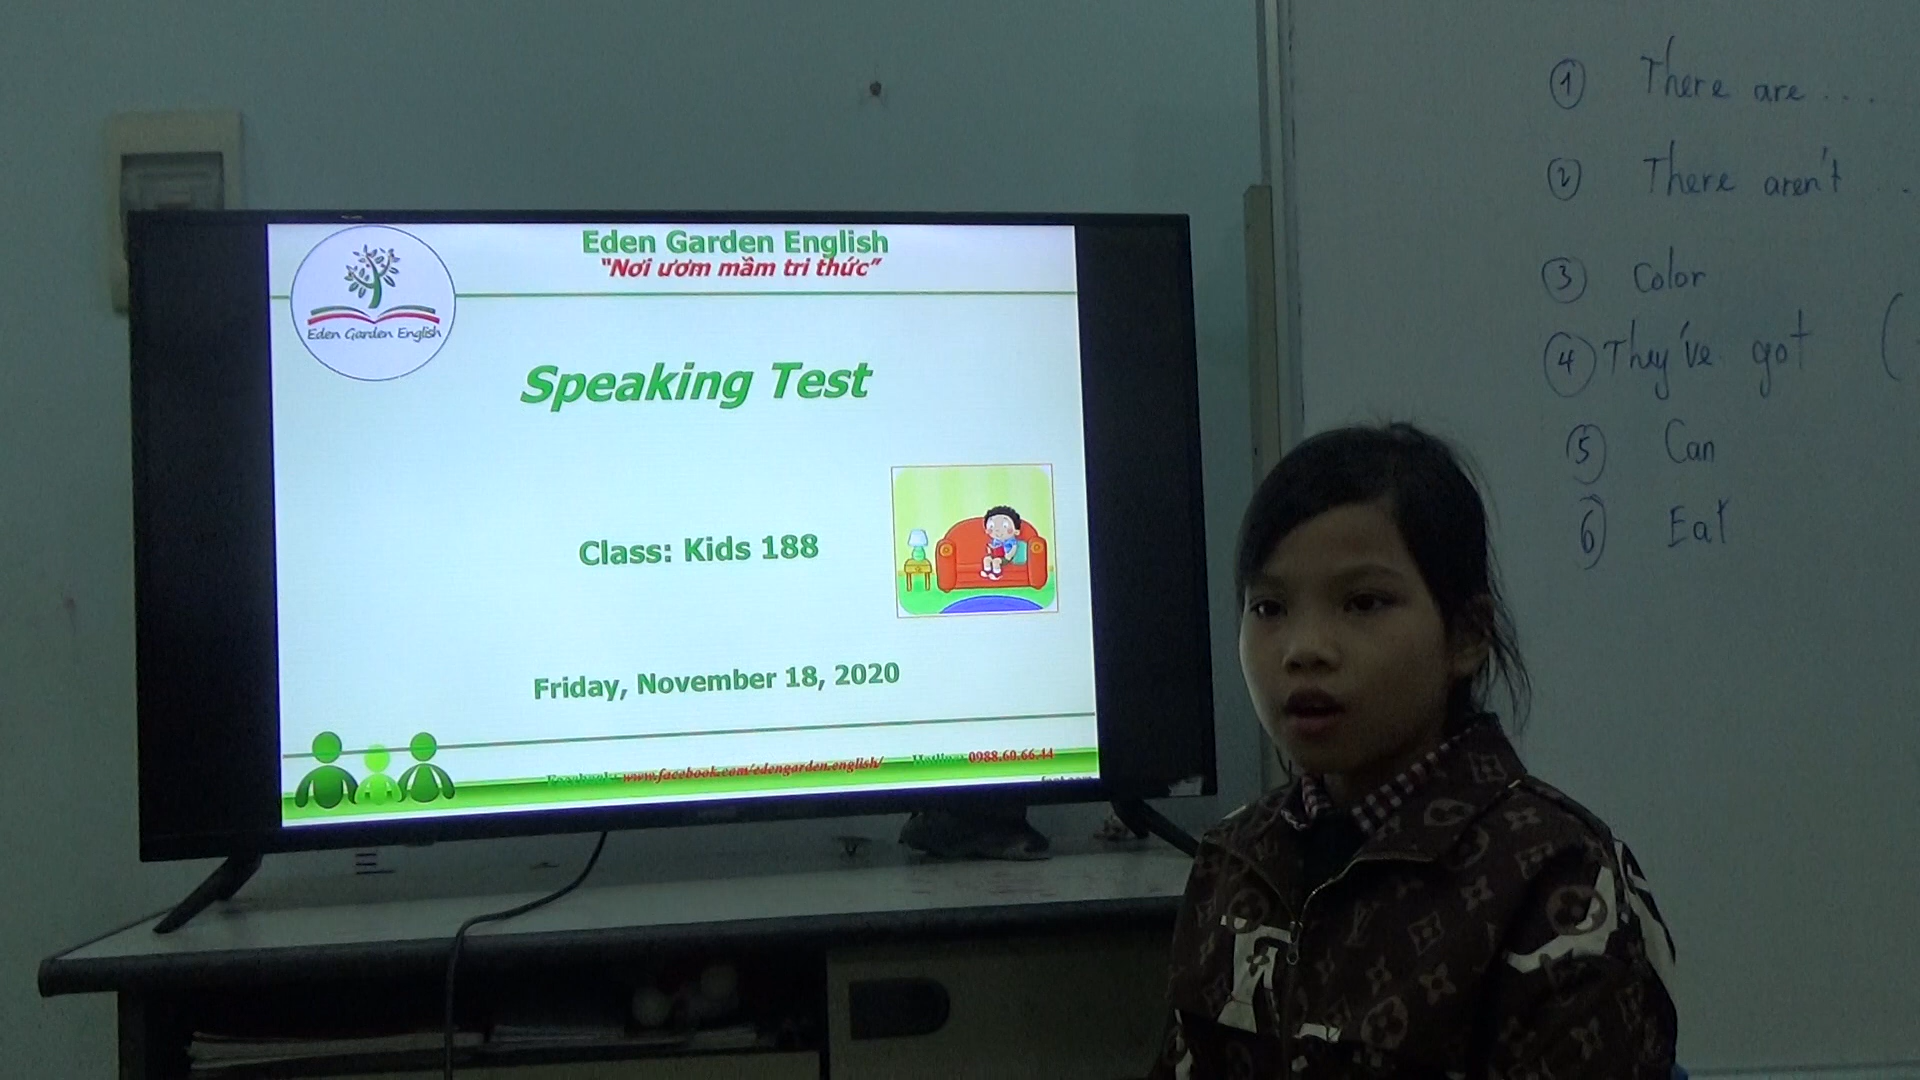 Eden Garden English
"Nơi ươm mầm tri thức"
Eden Garden English
Speaking Test
Class: Kids 188
Friday, November 18, 2020
Facebook: www.facebook.com/edengarden.english/ Hotline: 0988.60.66.44
① There are ...
② There aren't ..
③ Color
④ They've got (
⑤ Can
⑥ Eat